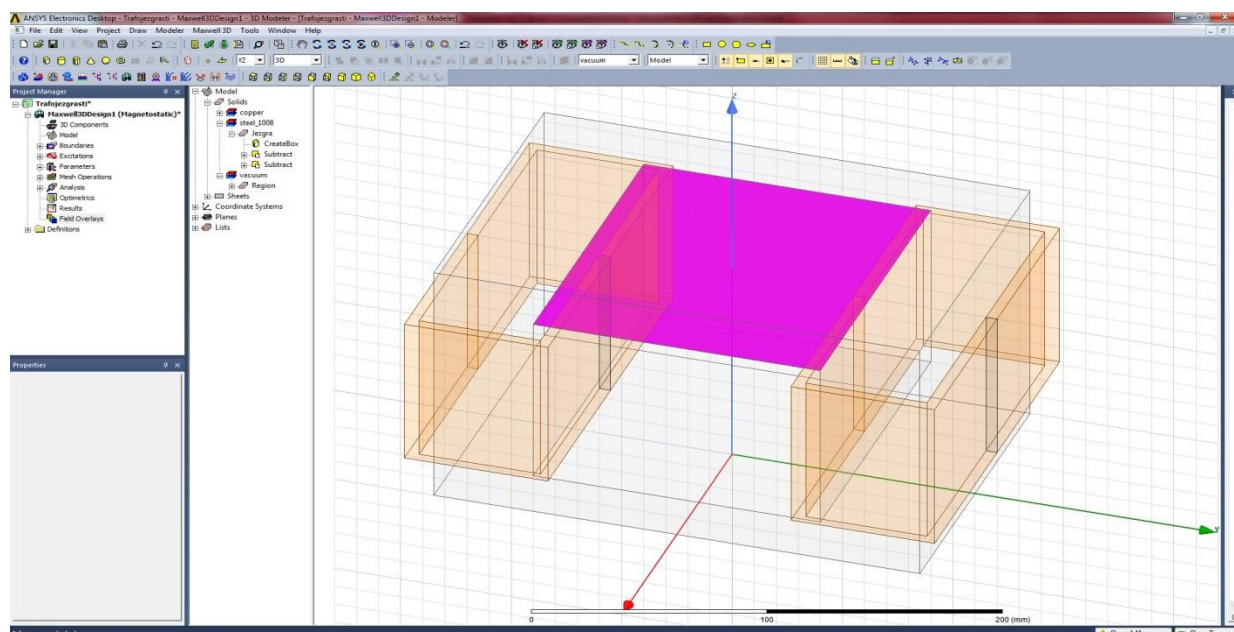 ANSYS Electronics Desktop - Trafojezgrasti - Maxwell3DDesign1 - 3D Modeler - [Trafojezgrasti - Maxwell3DDesign1 - Modeler]
File Edit View Project Draw Modeler Maxwell 3D Tools Window Help
YZ 3D vacuum Model
Project Manager
Trafojezgrasti*
Maxwell3DDesign1 (Magnetostatic)*
3D Components
Model
Boundaries
Excitations
Parameters
Mesh Operations
Analysis
Optimetrics
Results
Field Overlays
Definitions
Properties
Model
Solids
copper
steel_1008
Jezgra
CreateBox
Subtract
Subtract
vacuum
Region
Sheets
Coordinate Systems
Planes
Lists
Z
Y
0 100 200 (mm)